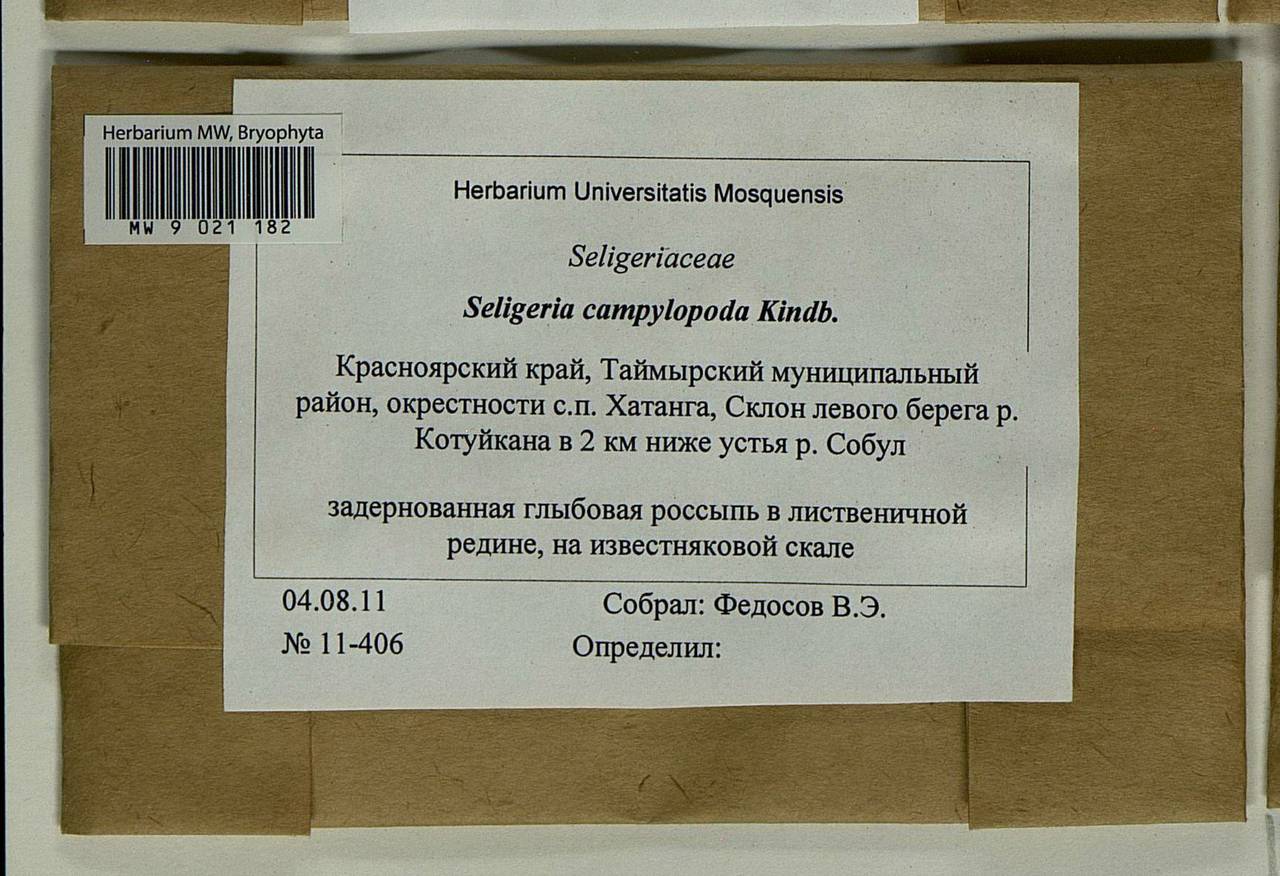 Herbarium MW, Bryophyta
MW 9 021 182
Herbarium Universitatis Mosquensis
Seligeriaceae
Seligeria campylopoda Kindb.
Красноярский край, Таймырский муниципальный
район, окрестности с.п. Хатанга, Склон левого берега р.
Котуйкана в 2 км ниже устья р. Собул
задернованная глыбовая россыпь в лиственичной
редине, на известняковой скале
04.08.11 Собрал: Федосов В.Э.
№ 11-406 Определил: